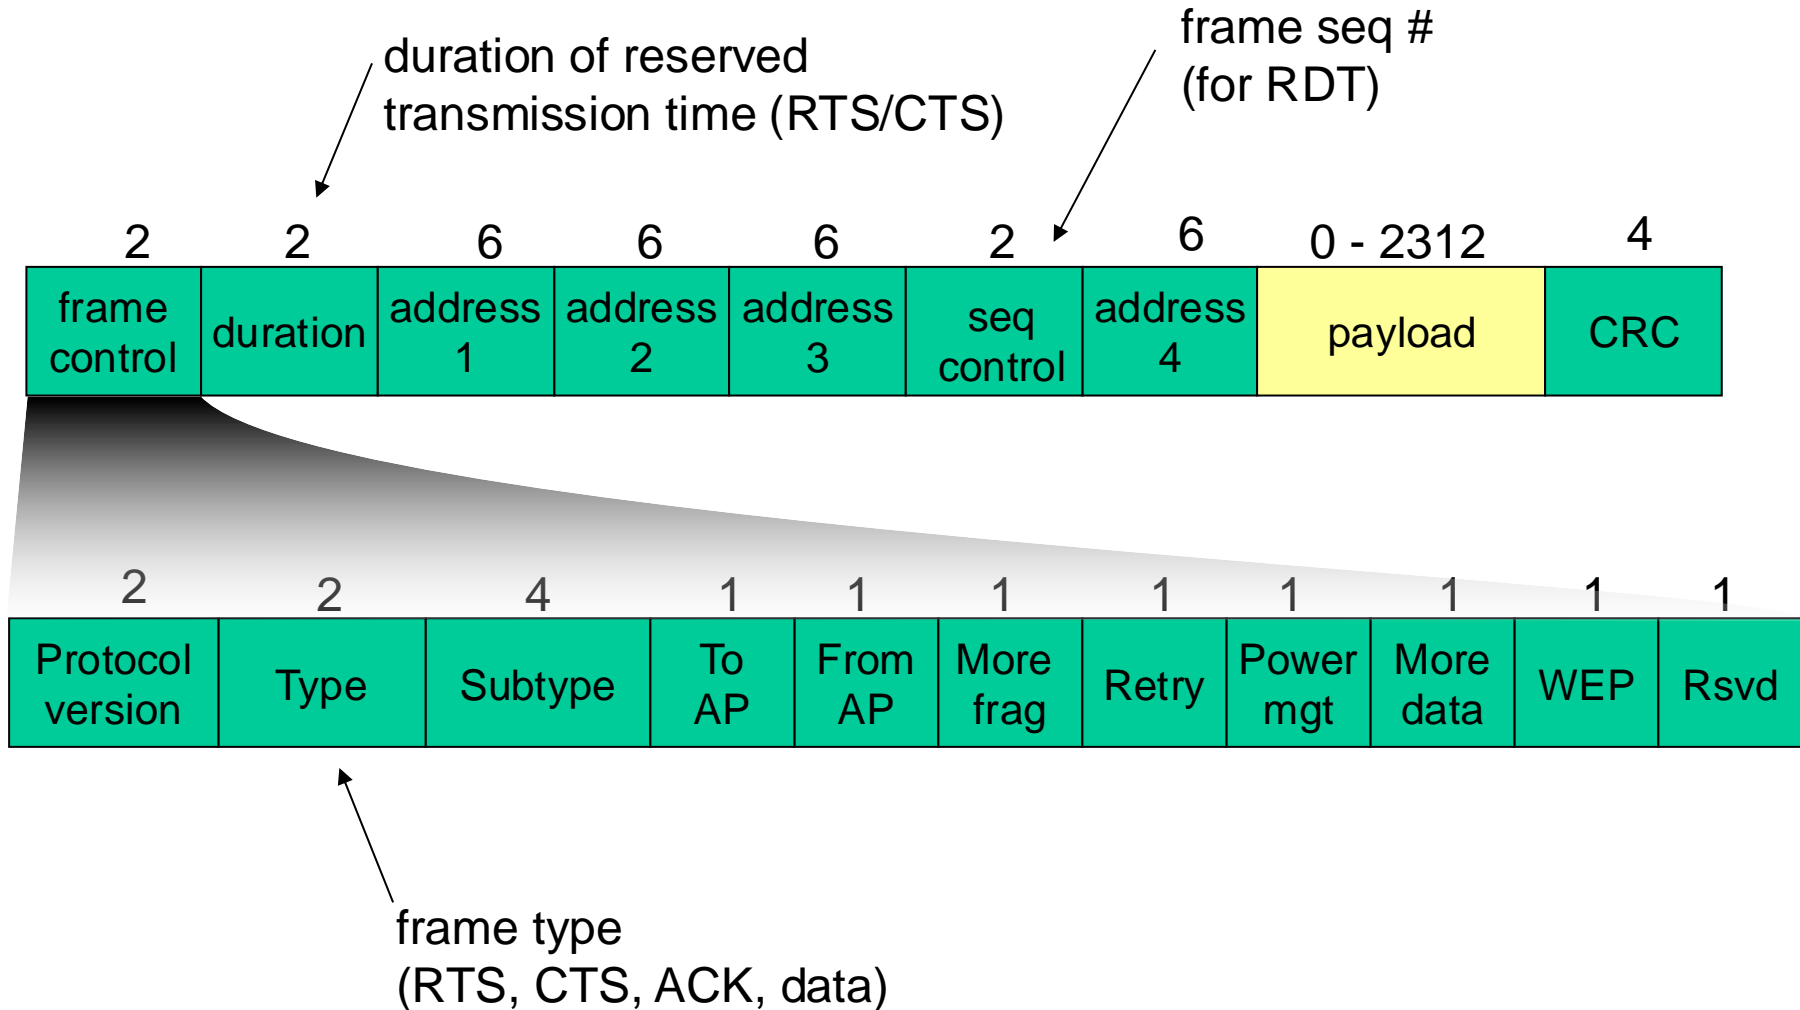 duration of reserved
transmission time (RTS/CTS)
frame seq #
(for RDT)
2 2 6 6 6 2 6 0 - 2312 4
frame
control
duration
address
1
address
2
address
3
seq
control
address
4
payload
CRC
2 2 4 1 1 1 1 1 1 1 1
Protocol
version
Type
Subtype
To
AP
From
AP
More
frag
Retry
Power
mgt
More
data
WEP
Rsvd
frame type
(RTS, CTS, ACK, data)